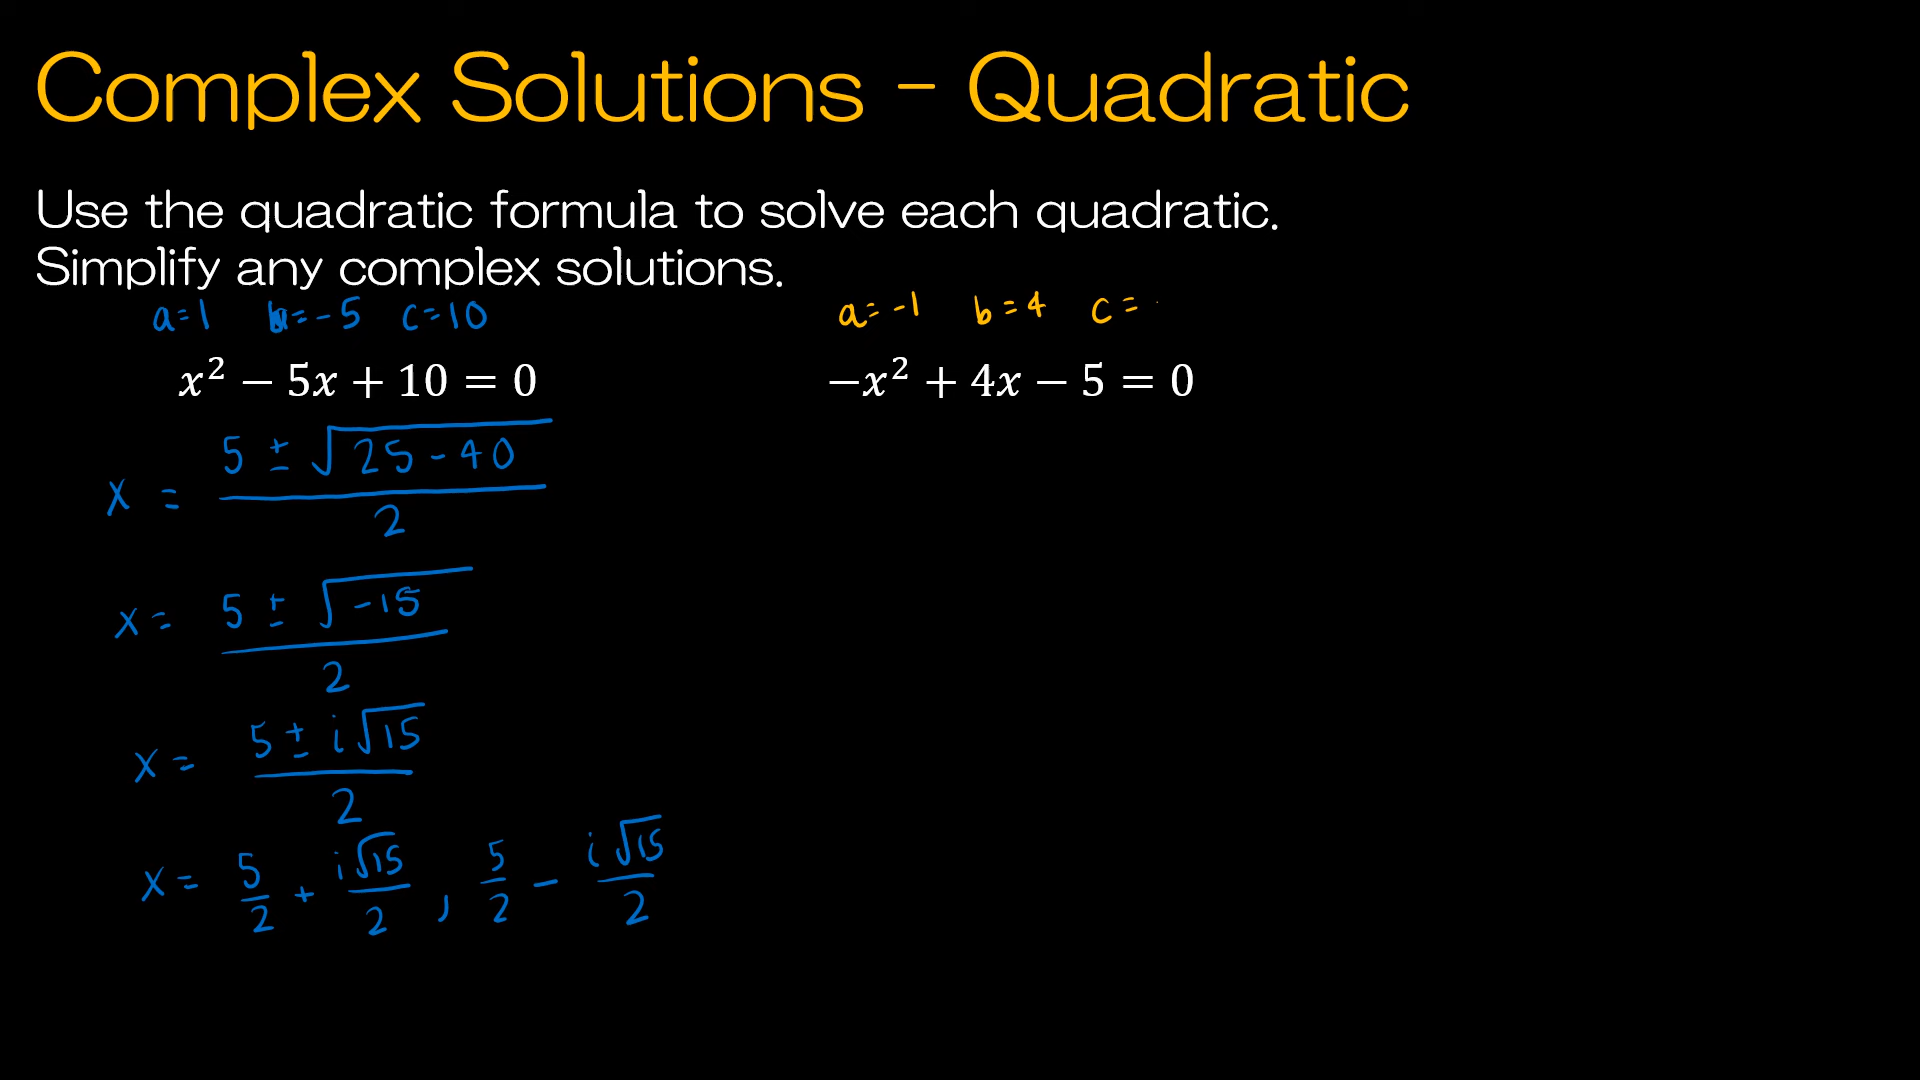 Complex Solutions - Quadratic
Use the quadratic formula to solve each quadratic.
Simplify any complex solutions.
a=1 b=-5 c=10
x² − 5x + 10 = 0
x = (5 ± √(25-40))/2
x = (5 ± √(-15))/2
x = (5 ± i√15)/2
x = 5/2 + i√15/2 , 5/2 - i√15/2
a=-1 b=4 c=
−x² + 4x − 5 = 0